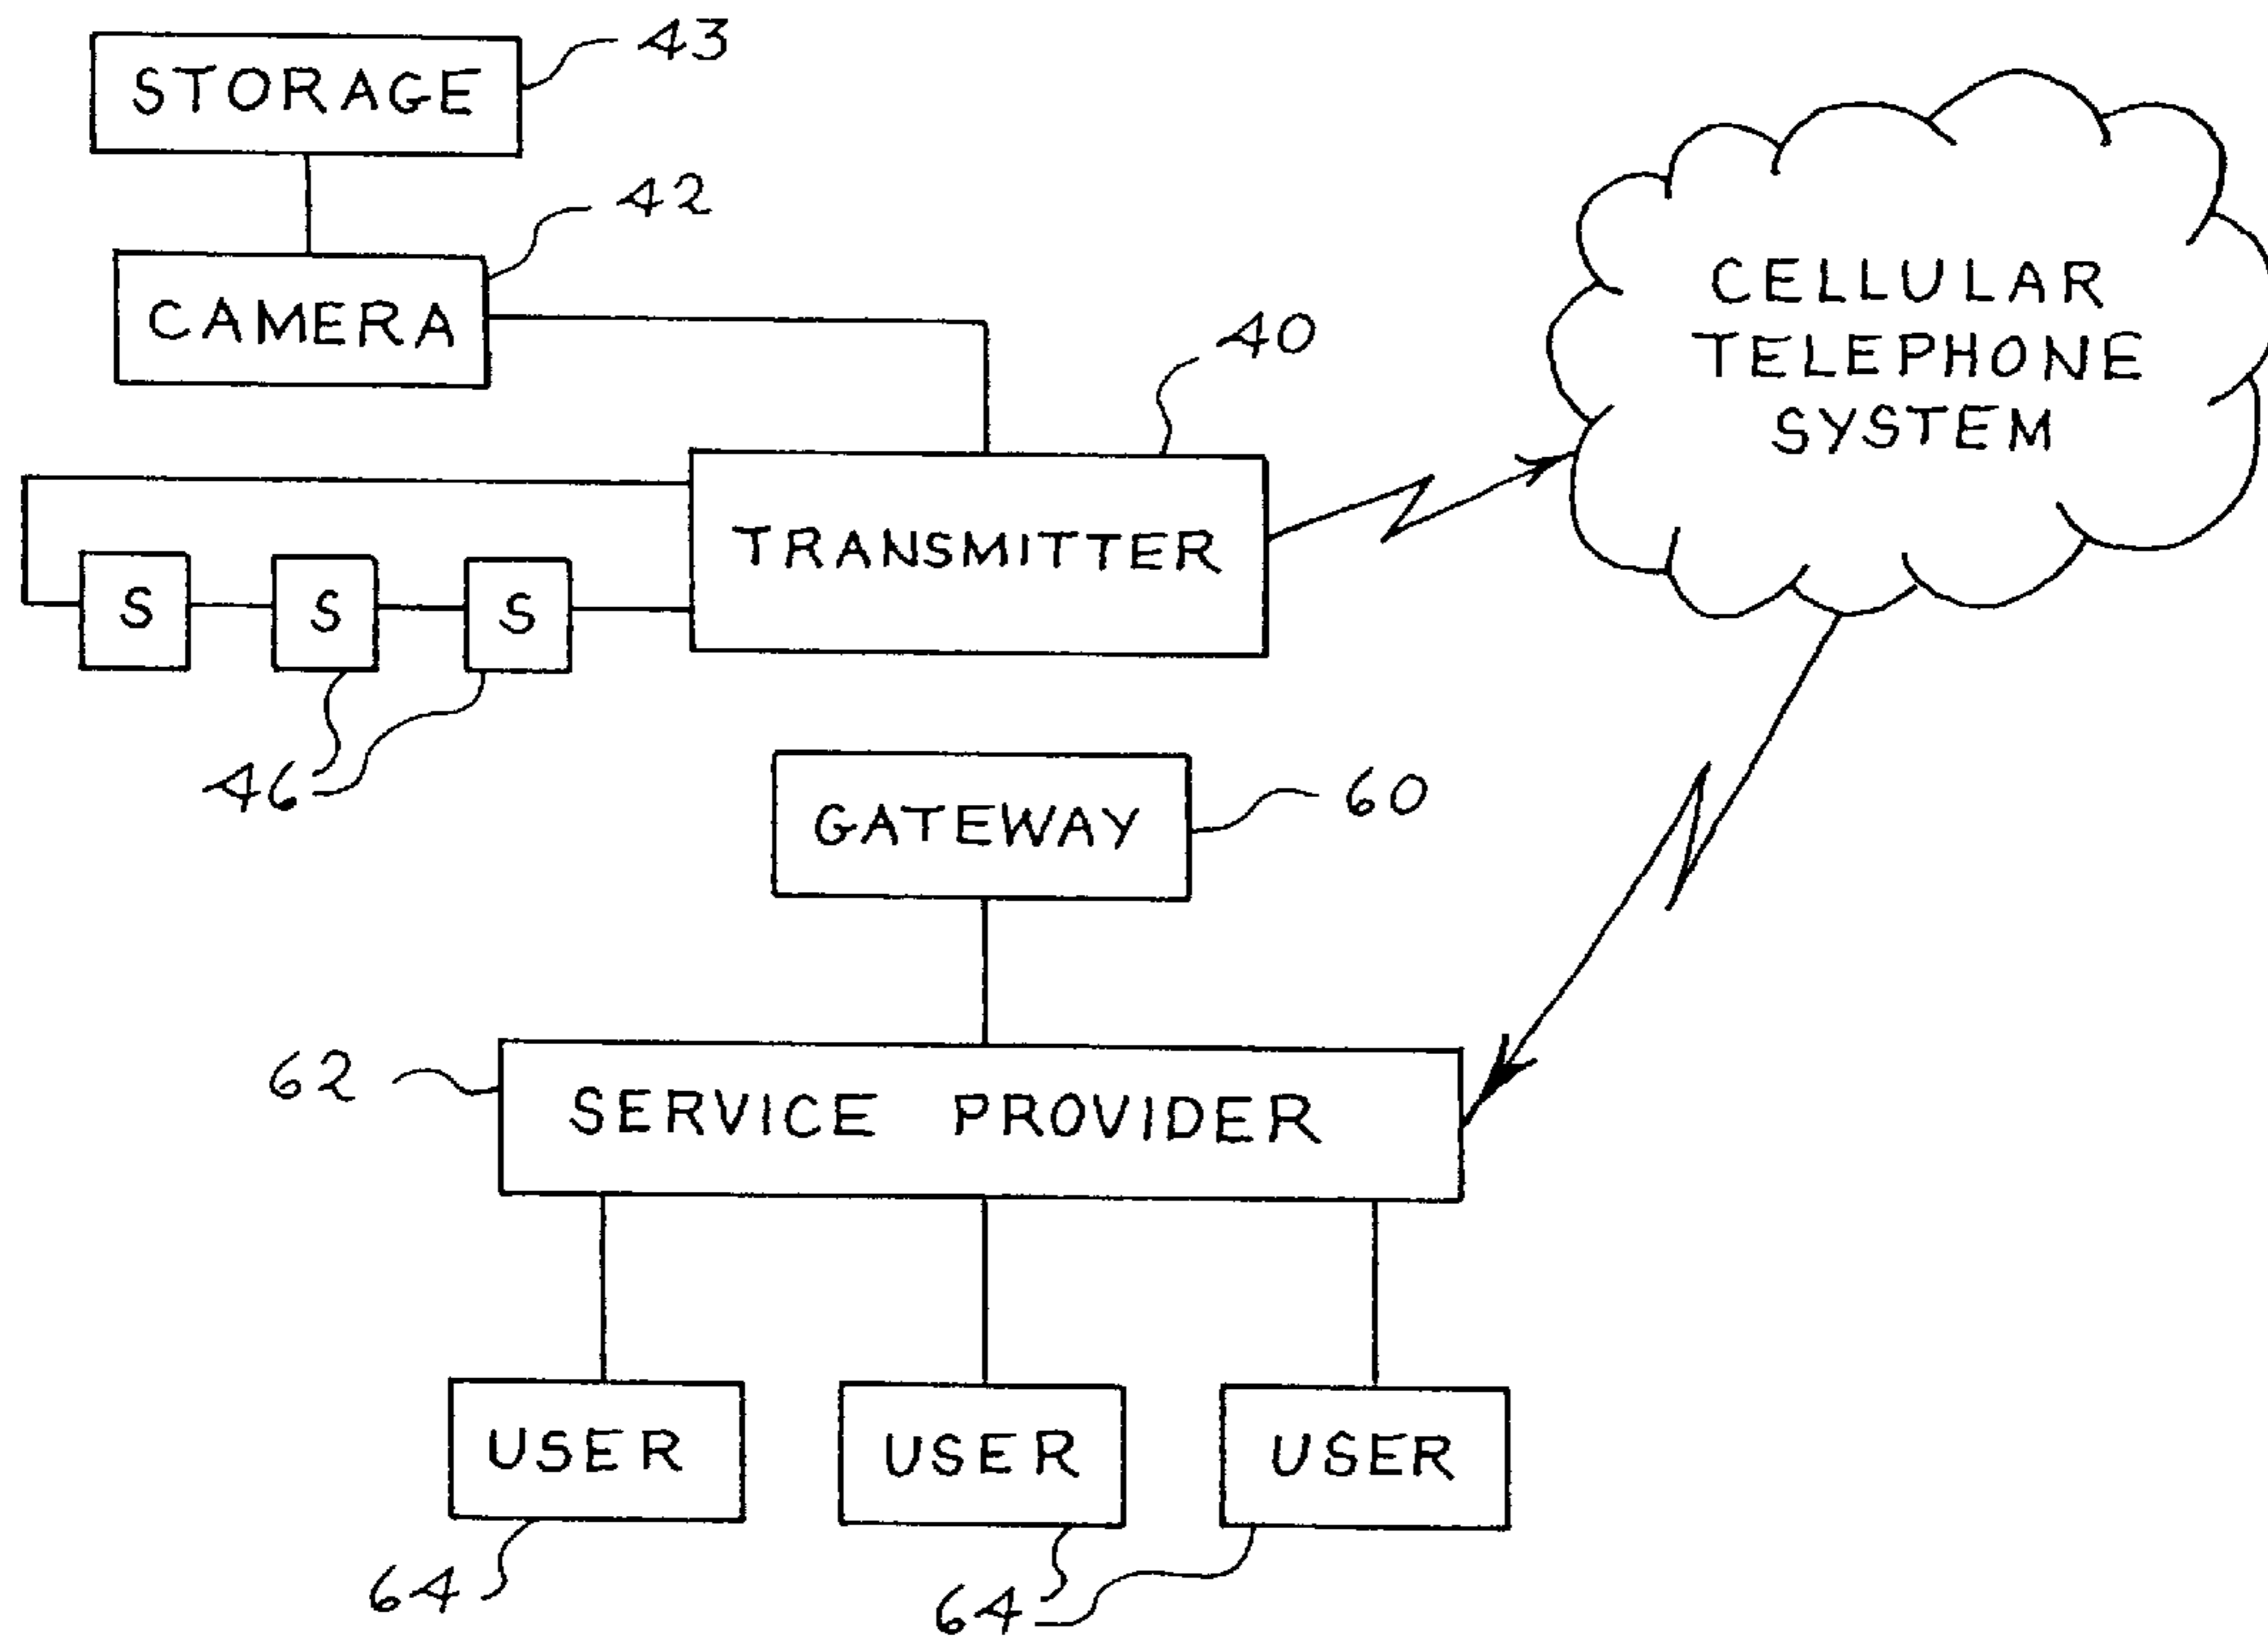 STORAGE
43
CAMERA
42
40
CELLULAR
TELEPHONE
SYSTEM
TRANSMITTER
S S S
46
GATEWAY
60
62
SERVICE PROVIDER
USER USER USER
64 64